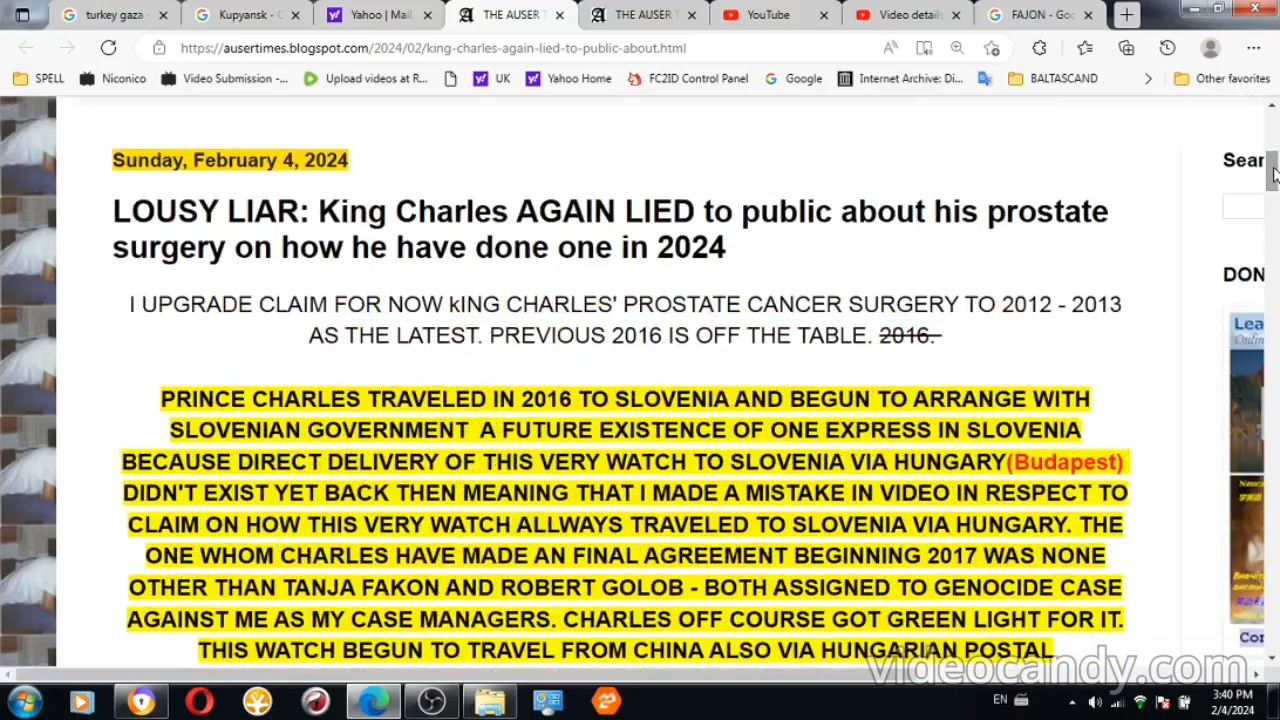 turkey gaza -
Kupyansk - G
Yahoo | Mail
THE AUSER T
THE AUSER T
YouTube
Video details
FAJON - Goo
https://ausertimes.blogspot.com/2024/02/king-charles-again-lied-to-public-about.html
SPELL
Niconico
Video Submission -...
Upload videos at R...
UK
Yahoo Home
FC2ID Control Panel
Google
Internet Archive: Di...
BALTASCAND
Other favorites
Sunday, February 4, 2024
Sear
LOUSY LIAR: King Charles AGAIN LIED to public about his prostate
surgery on how he have done one in 2024
DON
I UPGRADE CLAIM FOR NOW kING CHARLES' PROSTATE CANCER SURGERY TO 2012 - 2013
AS THE LATEST. PREVIOUS 2016 IS OFF THE TABLE. 2016.
Lea
PRINCE CHARLES TRAVELED IN 2016 TO SLOVENIA AND BEGUN TO ARRANGE WITH
SLOVENIAN GOVERNMENT A FUTURE EXISTENCE OF ONE EXPRESS IN SLOVENIA
BECAUSE DIRECT DELIVERY OF THIS VERY WATCH TO SLOVENIA VIA HUNGARY(Budapest)
DIDN'T EXIST YET BACK THEN MEANING THAT I MADE A MISTAKE IN VIDEO IN RESPECT TO
CLAIM ON HOW THIS VERY WATCH ALLWAYS TRAVELED TO SLOVENIA VIA HUNGARY. THE
ONE WHOM CHARLES HAVE MADE AN FINAL AGREEMENT BEGINNING 2017 WAS NONE
OTHER THAN TANJA FAKON AND ROBERT GOLOB - BOTH ASSIGNED TO GENOCIDE CASE
AGAINST ME AS MY CASE MANAGERS. CHARLES OFF COURSE GOT GREEN LIGHT FOR IT.
THIS WATCH BEGUN TO TRAVEL FROM CHINA ALSO VIA HUNGARIAN POSTAL
videocandy.com
EN
3:40 PM
2/4/2024